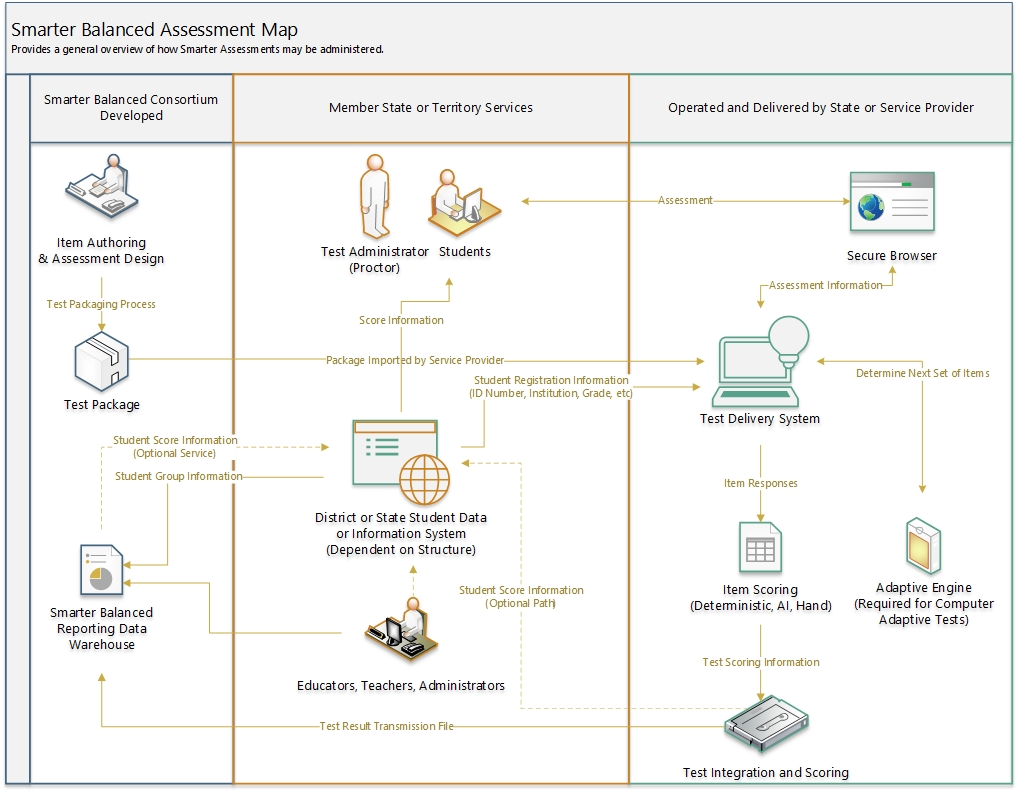 Smarter Balanced Assessment Map
Provides a general overview of how Smarter Assessments may be administered.
Smarter Balanced Consortium
Developed
Member State or Territory Services
Operated and Delivered by State or Service Provider
Item Authoring
& Assessment Design
Test Packaging Process
Test Package
Test Administrator
(Proctor)
Students
Assessment
Secure Browser
Assessment Information
Score Information
Package Imported by Service Provider
Student Registration Information
(ID Number, Institution, Grade, etc)
Test Delivery System
Determine Next Set of Items
Student Score Information
(Optional Service)
Student Group Information
District or State Student Data
or Information System
(Dependent on Structure)
Item Responses
Item Scoring
(Deterministic, AI, Hand)
Adaptive Engine
(Required for Computer
Adaptive Tests)
Smarter Balanced
Reporting Data
Warehouse
Student Score Information
(Optional Path)
Educators, Teachers, Administrators
Test Scoring Information
Test Result Transmission File
Test Integration and Scoring